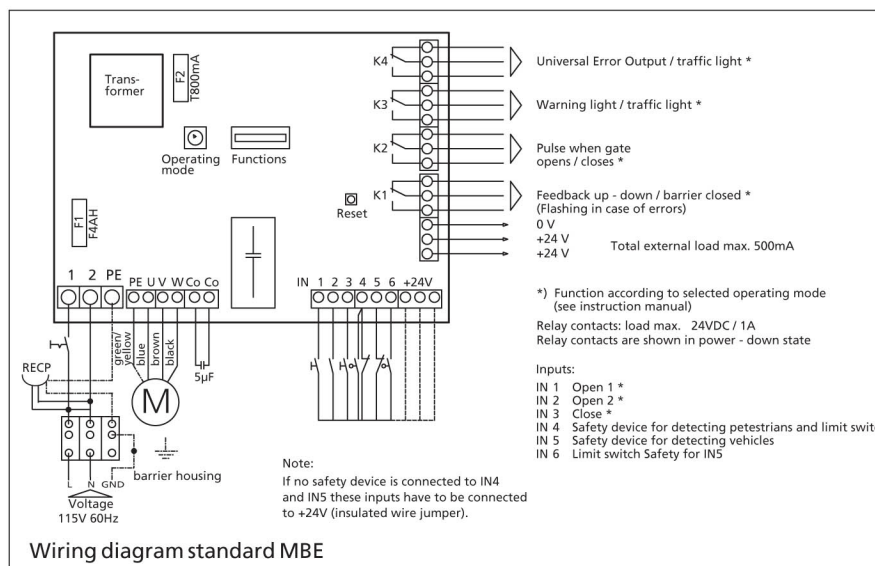 Trans-
former
F2
T800mA
Operating
mode
Functions
F1
F4AH
Reset
K4
Universal Error Output / traffic light *
K3
Warning light / traffic light *
K2
Pulse when gate
opens / closes *
K1
Feedback up - down / barrier closed *
(Flashing in case of errors)
0 V
+24 V
+24 V
Total external load max. 500mA
1 2 PE
PE U V W Co Co
IN 1 2 3 4 5 6 +24V
green/
yellow
blue
brown
black
5µF
RECP
M
barrier housing
L N GND
Voltage
115V 60Hz
Note:
If no safety device is connected to IN4
and IN5 these inputs have to be connected
to +24V (insulated wire jumper).
*) Function according to selected operating mode
(see instruction manual)
Relay contacts: load max. 24VDC / 1A
Relay contacts are shown in power - down state
Inputs:
IN 1 Open 1 *
IN 2 Open 2 *
IN 3 Close *
IN 4 Safety device for detecting petestrians and limit swit
IN 5 Safety device for detecting vehicles
IN 6 Limit switch Safety for IN5
Wiring diagram standard MBE